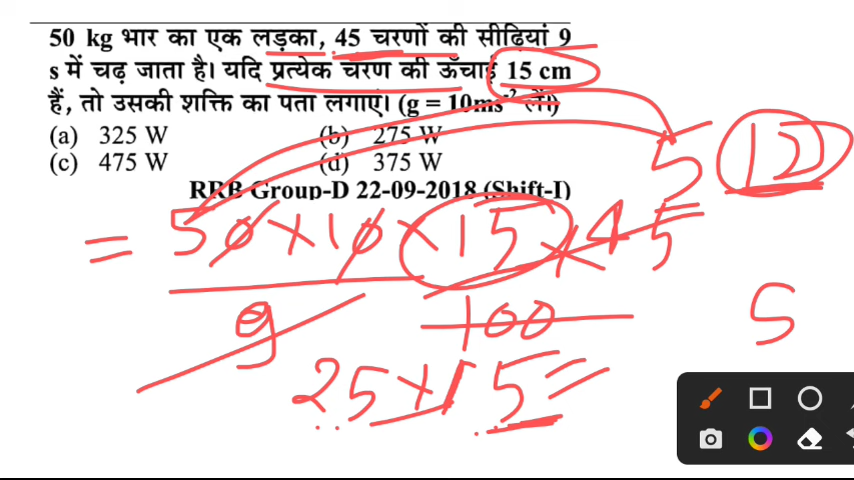 50 kg भार का एक लड़का, 45 चरणों की सीढ़ियां 9
s में चढ़ जाता है। यदि प्रत्येक चरण की ऊँचाई 15 cm
हैं, तो उसकी शक्ति का पता लगाएं। (g = 10ms⁻² लें।)
(a) 325 W (b) 275 W
(c) 475 W (d) 375 W
RRB Group-D 22-09-2018 (Shift-I)
5 12
= 50 × 10 × 15 × 45
9 100
5
25 × 15 =